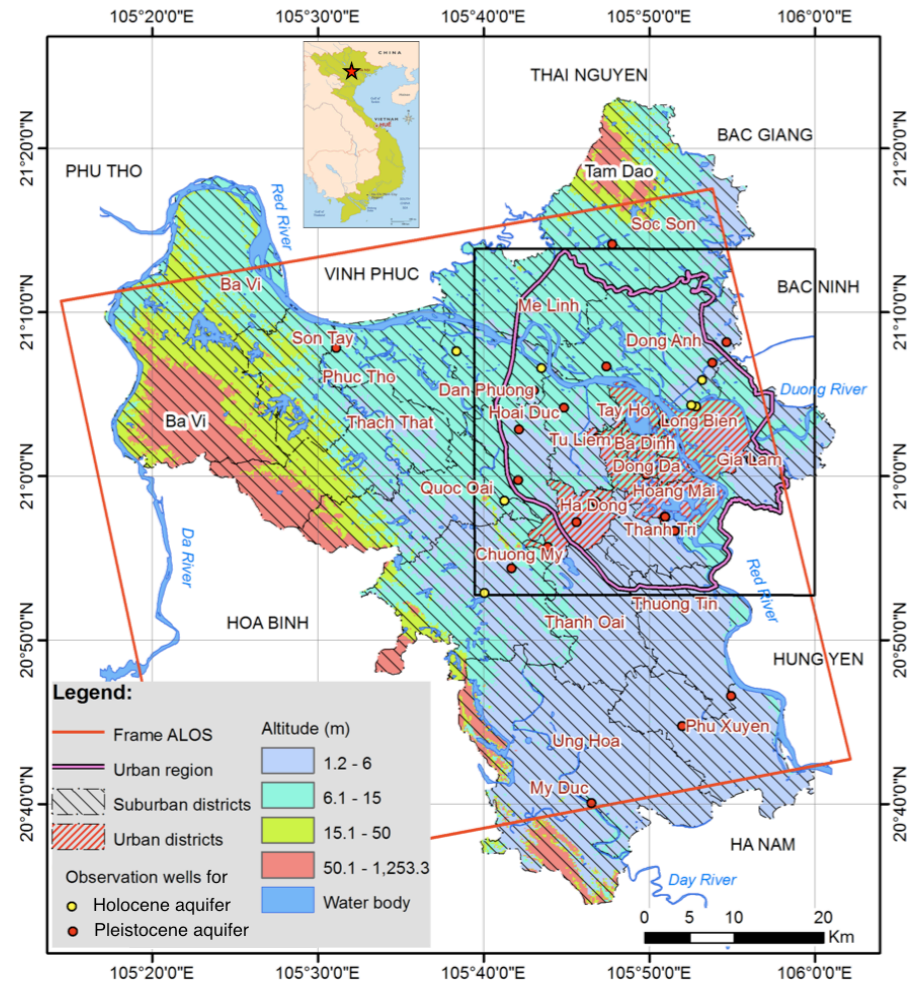 105°20'0"E
105°30'0"E
105°40'0"E
105°50'0"E
106°00'0"E
CHINA
VIETNAM
THAI NGUYEN
BAC GIANG
PHU THO
21°20'0"N
21°20'0"N
Tam Dao
Red River
Soc Son
VINH PHUC
Ba Vi
BAC NINH
21°10'0"N
21°10'0"N
Me Linh
Son Tay
Dong Anh
Phuc Tho
Dan Phuong
Duong River
Hoai Duc
Tay Ho
Long Bien
Ba Vi
Thach That
Tu Liem
Ba Dinh
Gia Lam
Dong Da
21°0'0"N
21°0'0"N
Quoc Oai
Hoang Mai
Ha Dong
Thanh Tri
Chuong My
Da River
Red River
Thuong Tin
HOA BINH
Thanh Oai
20°50'0"N
20°50'0"N
HUNG YEN
Legend:
Frame ALOS
Urban region
Suburban districts
Urban districts
Observation wells for
Holocene aquifer
Pleistocene aquifer
Altitude (m)
1.2 - 6
6.1 - 15
15.1 - 50
50.1 - 1,253.3
Water body
Phu Xuyen
Ung Hoa
My Duc
20°40'0"N
20°40'0"N
HA NAM
Day River
0 5 10 20
Km
105°20'0"E
105°30'0"E
105°40'0"E
105°50'0"E
106°00'0"E